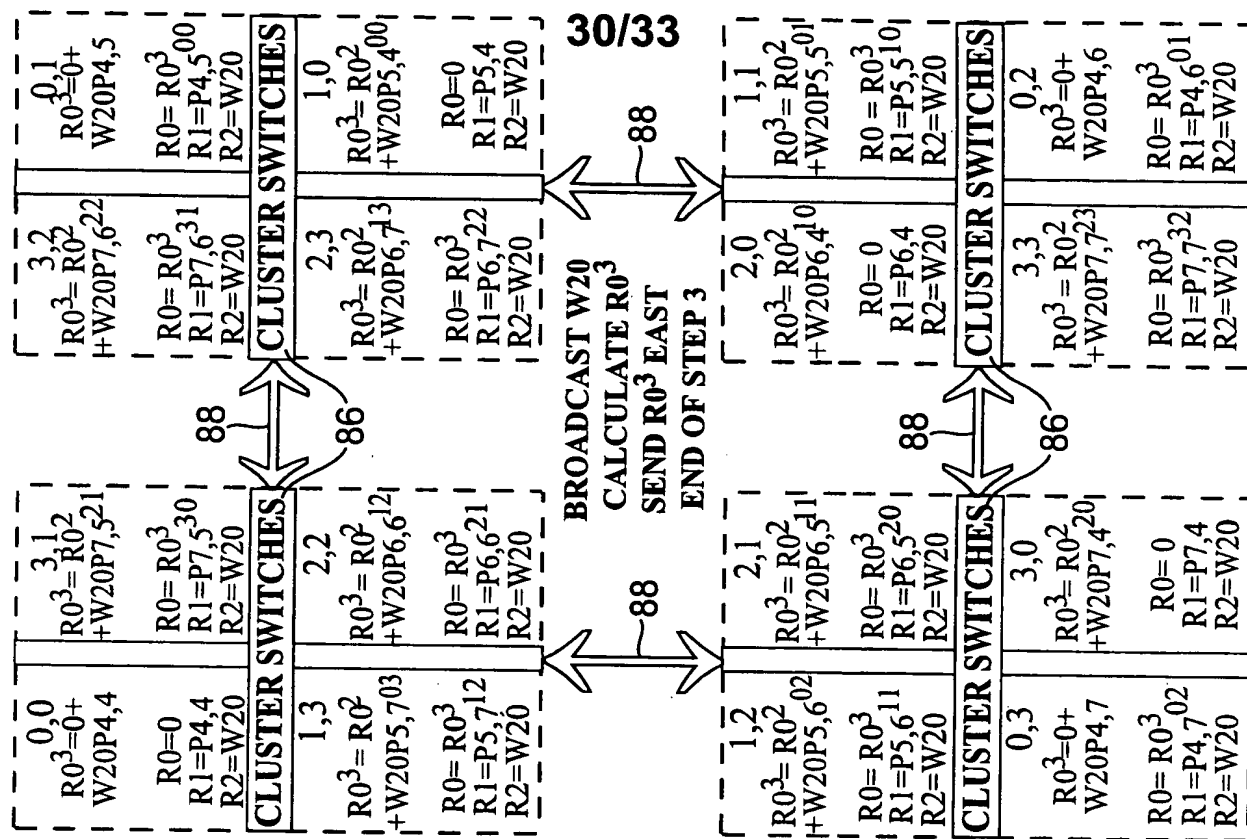 30/33
0,0
R0³=0+
W20P4,4
R0=0
R1=P4,4
R2=W20
3,1
R0³= R0²
+W20P7,5²¹
R0= R0³
R1=P7,5³⁰
R2=W20
CLUSTER SWITCHES
1,3
R0³= R0²
+W20P5,7⁰³
R0= R0³
R1=P5,7¹²
R2=W20
2,2
R0³= R0²
+W20P6,6¹²
R0= R0³
R1=P6,6²¹
R2=W20
88
86
3,2
R0³= R0²
+W20P7,6²²
R0= R0³
R1=P7,6³¹
R2=W20
0,1
R0³=0+
W20P4,5
R0= R0³
R1=P4,5⁰⁰
R2=W20
CLUSTER SWITCHES
2,3
R0³= R0²
+W20P6,7¹³
R0= R0³
R1=P6,7²²
R2=W20
1,0
R0³= R0²
+W20P5,4⁰⁰
R0=0
R1=P5,4
R2=W20
88
BROADCAST W20
CALCULATE R0³
SEND R0³ EAST
END OF STEP 3
88
1,2
R0³= R0²
+W20P5,6⁰²
R0= R0³
R1=P5,6¹¹
R2=W20
2,1
R0³= R0²
+W20P6,5¹¹
R0= R0³
R1=P6,5²⁰
R2=W20
CLUSTER SWITCHES
0,3
R0³=0+
W20P4,7
R0= R0³
R1=P4,7⁰²
R2=W20
3,0
R0³= R0²
+W20P7,4²⁰
R0= 0
R1=P7,4
R2=W20
88
86
2,0
R0³= R0²
+W20P6,4¹⁰
R0= 0
R1=P6,4
R2=W20
1,1
R0³= R0²
+W20P5,5⁰¹
R0= R0³
R1=P5,5¹⁰
R2=W20
CLUSTER SWITCHES
3,3
R0³ = R0²
+W20P7,7²³
R0= R0³
R1=P7,7³²
R2=W20
0,2
R0³=0+
W20P4,6
R0= R0³
R1=P4,6⁰¹
R2=W20